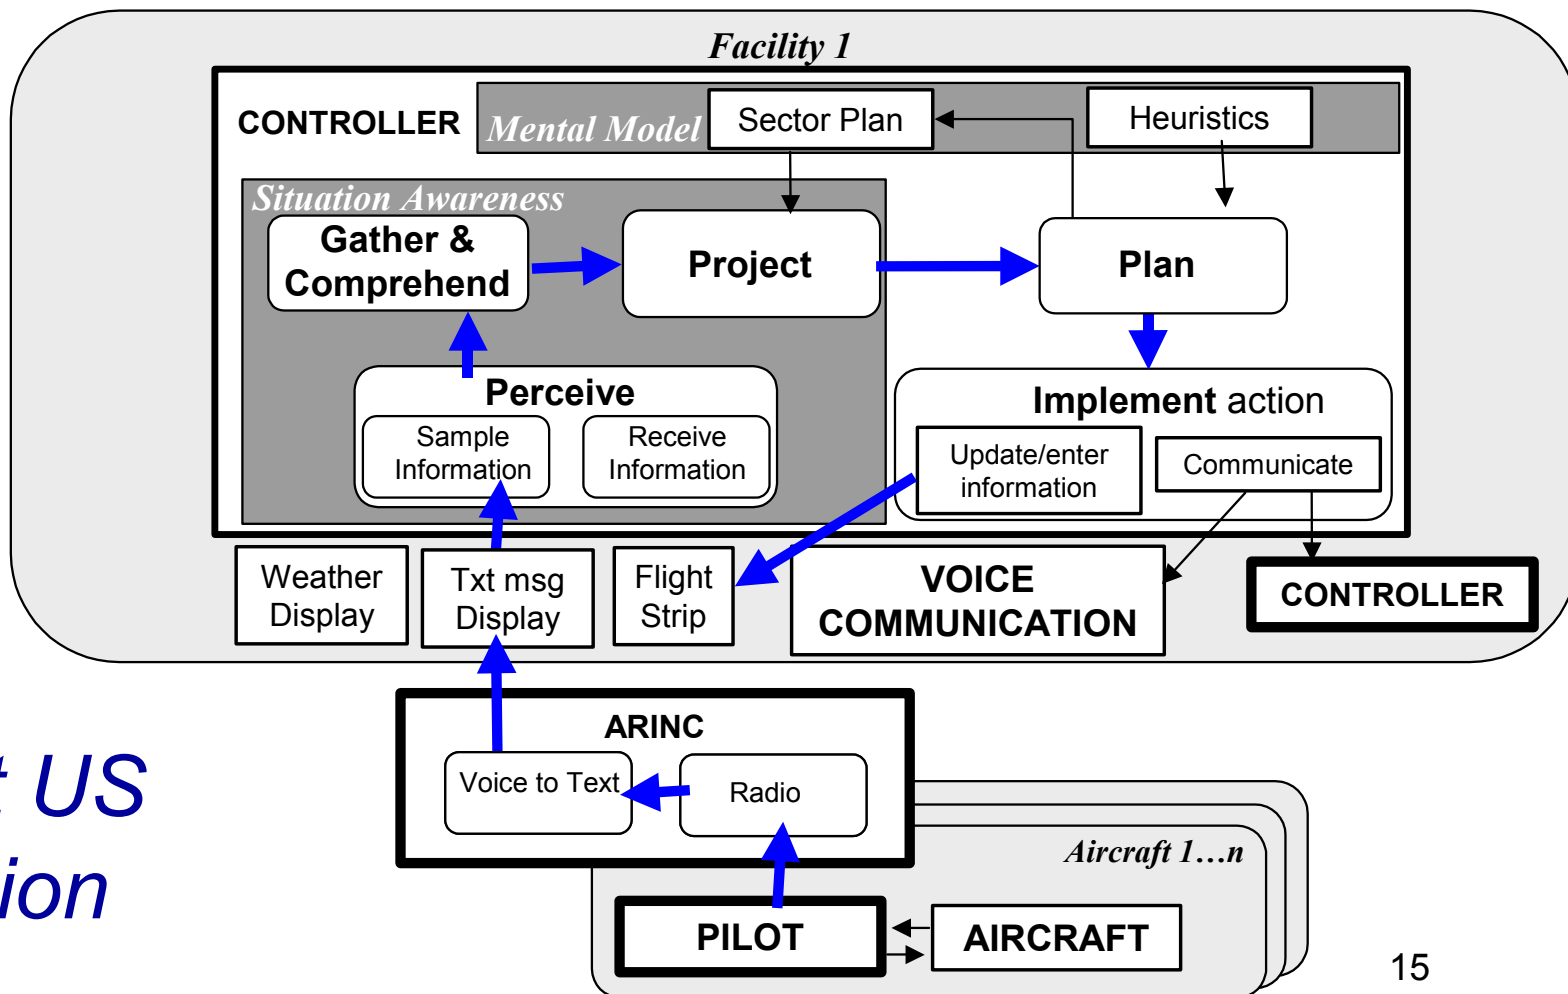 Facility 1
CONTROLLER
Mental Model
Sector Plan
Heuristics
Situation Awareness
Gather &
Comprehend
Project
Plan
Perceive
Sample
Information
Receive
Information
Implement action
Update/enter
information
Communicate
Weather
Display
Txt msg
Display
Flight
Strip
VOICE
COMMUNICATION
CONTROLLER
ARINC
Voice to Text
Radio
t US
ion
Aircraft 1…n
PILOT
AIRCRAFT
15